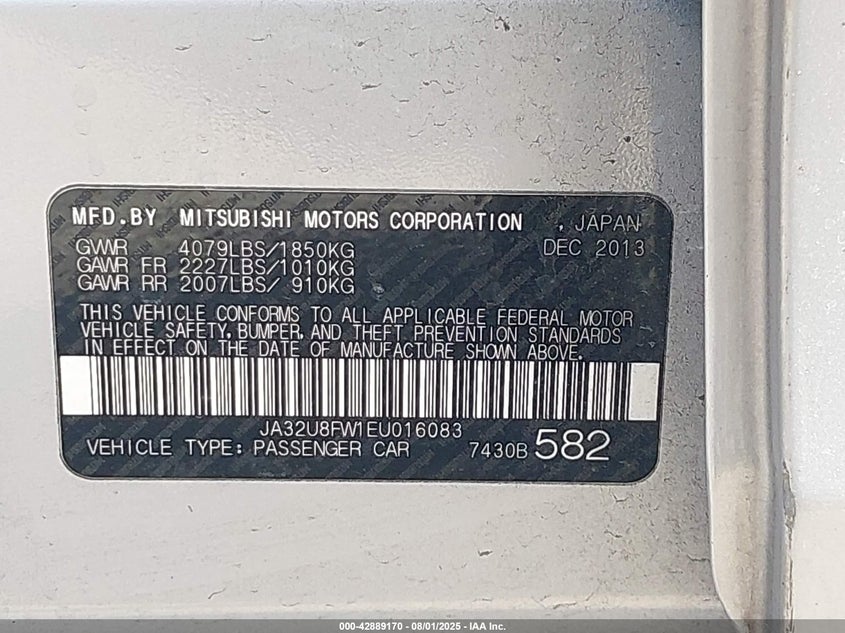 MFD.BY MITSUBISHI MOTORS CORPORATION , JAPAN
GVWR 4079LBS/1850KG DEC 2013
GAWR FR 2227LBS/1010KG
GAWR RR 2007LBS/ 910KG
THIS VEHICLE CONFORMS TO ALL APPLICABLE FEDERAL MOTOR
VEHICLE SAFETY, BUMPER, AND THEFT PREVENTION STANDARDS
IN EFFECT ON THE DATE OF MANUFACTURE SHOWN ABOVE.
JA32U8FW1EU016083
VEHICLE TYPE: PASSENGER CAR 7430B 582
000-42889170 - 08/01/2025 - IAA Inc.